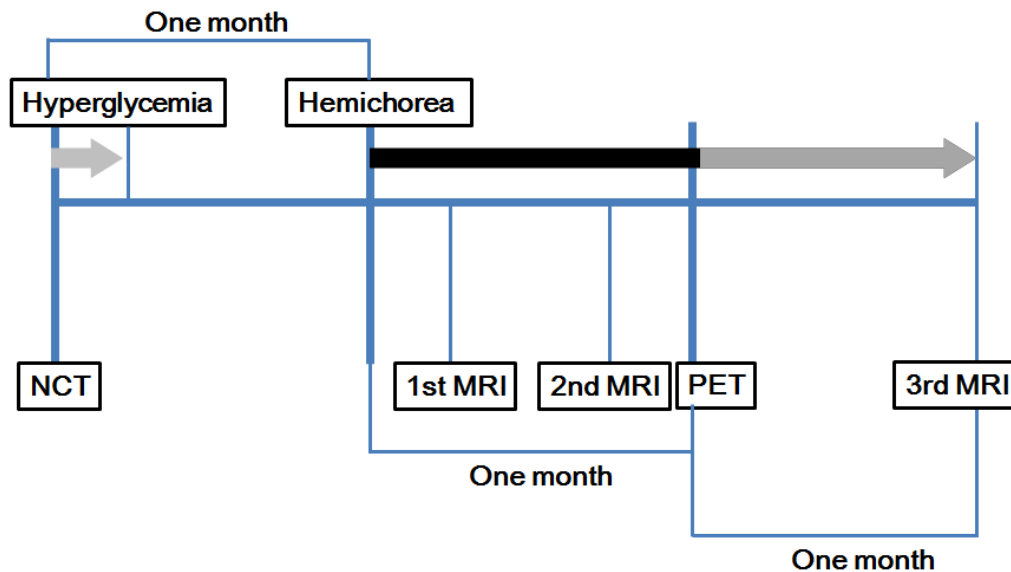 One month
Hyperglycemia
Hemichorea
NCT
1st MRI
2nd MRI
PET
3rd MRI
One month
One month